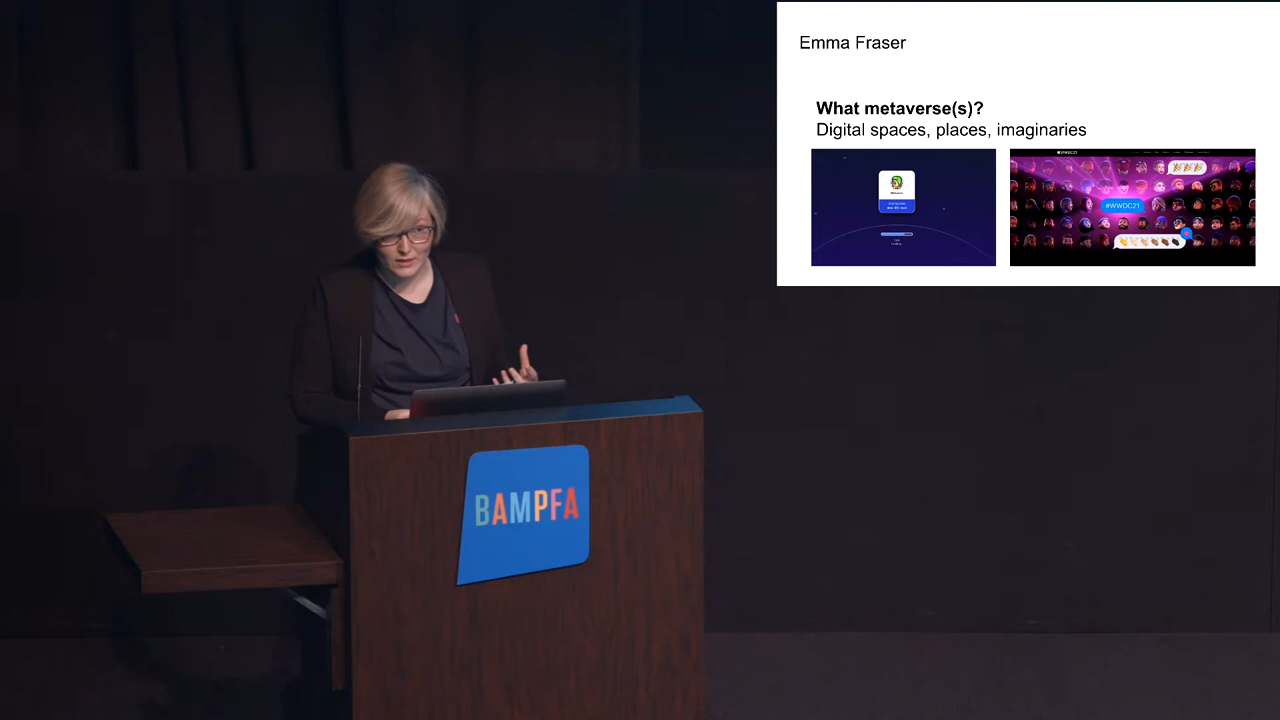 Emma Fraser
What metaverse(s)?
Digital spaces, places, imaginaries
#WWDC21
BAMPFA